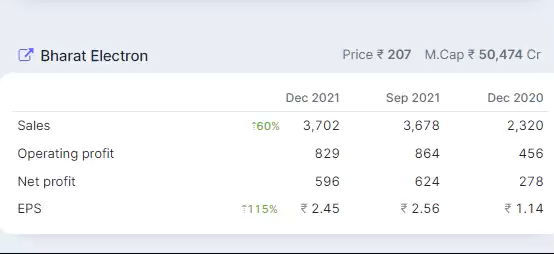 Bharat Electron Price ₹ 207 M.Cap ₹ 50,474 Cr
Dec 2021 Sep 2021 Dec 2020
Sales ⇡60% 3,702 3,678 2,320
Operating profit 829 864 456
Net profit 596 624 278
EPS ⇡115% ₹ 2.45 ₹ 2.56 ₹ 1.14